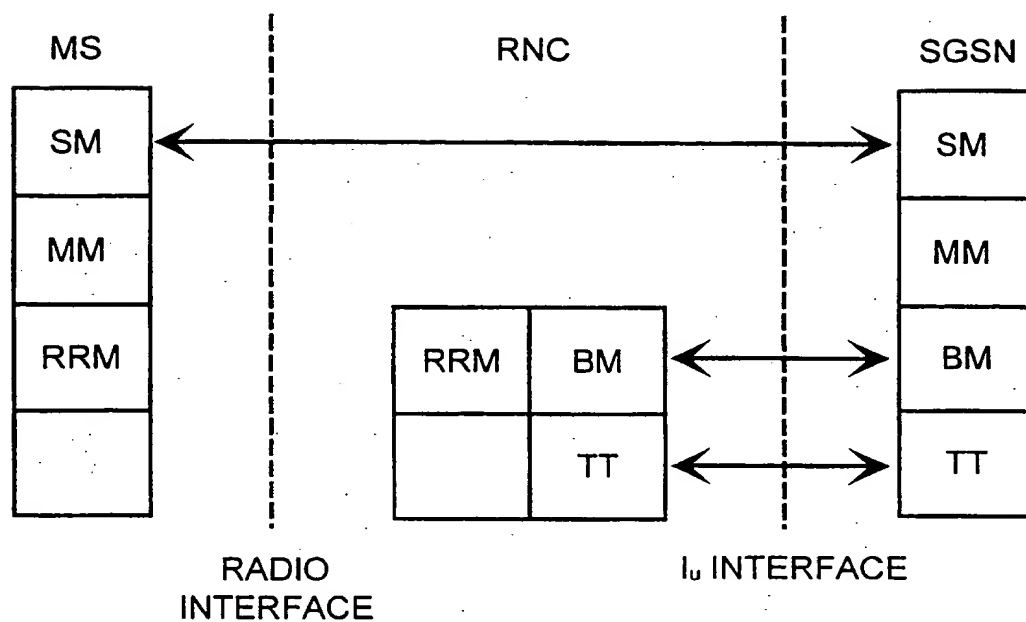 MS
RNC
SGSN
SM
SM
MM
MM
RRM
RRM
BM
BM
TT
TT
RADIO
INTERFACE
Iu INTERFACE